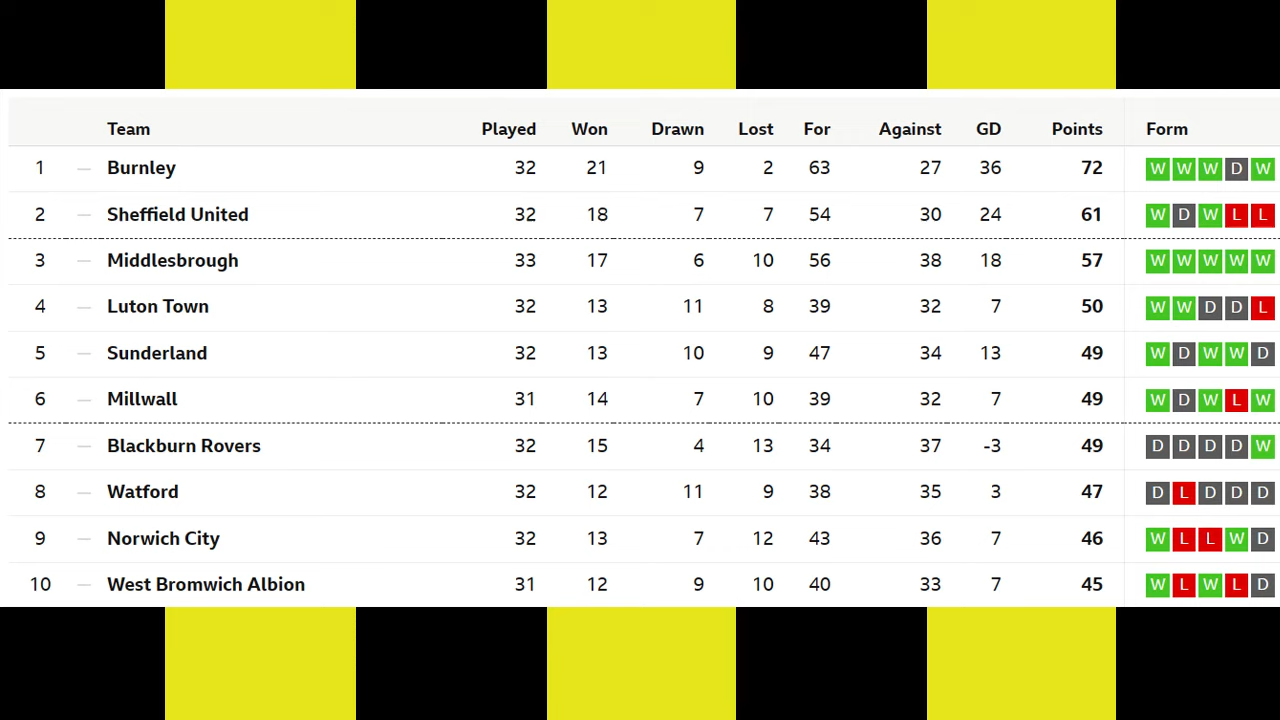 Team Played Won Drawn Lost For Against GD Points Form
1 Burnley 32 21 9 2 63 27 36 72 W W W D W
2 Sheffield United 32 18 7 7 54 30 24 61 W D W L L
3 Middlesbrough 33 17 6 10 56 38 18 57 W W W W W
4 Luton Town 32 13 11 8 39 32 7 50 W W D D L
5 Sunderland 32 13 10 9 47 34 13 49 W D W W D
6 Millwall 31 14 7 10 39 32 7 49 W D W L W
7 Blackburn Rovers 32 15 4 13 34 37 -3 49 D D D D W
8 Watford 32 12 11 9 38 35 3 47 D L D D D
9 Norwich City 32 13 7 12 43 36 7 46 W L L W D
10 West Bromwich Albion 31 12 9 10 40 33 7 45 W L W L D